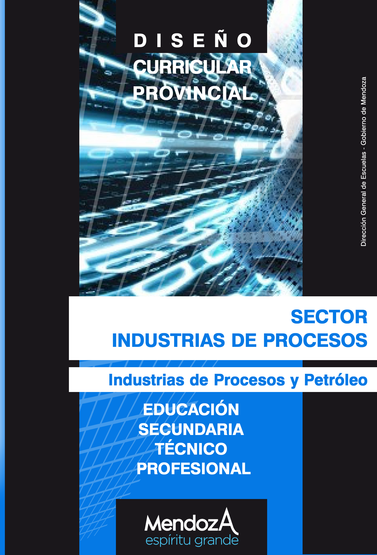 DISEÑO
CURRICULAR
PROVINCIAL
Dirección General de Escuelas - Gobierno de Mendoza
SECTOR
INDUSTRIAS DE PROCESOS
Industrias de Procesos y Petróleo
EDUCACIÓN
SECUNDARIA
TÉCNICO
PROFESIONAL
MendozA
espíritu grande